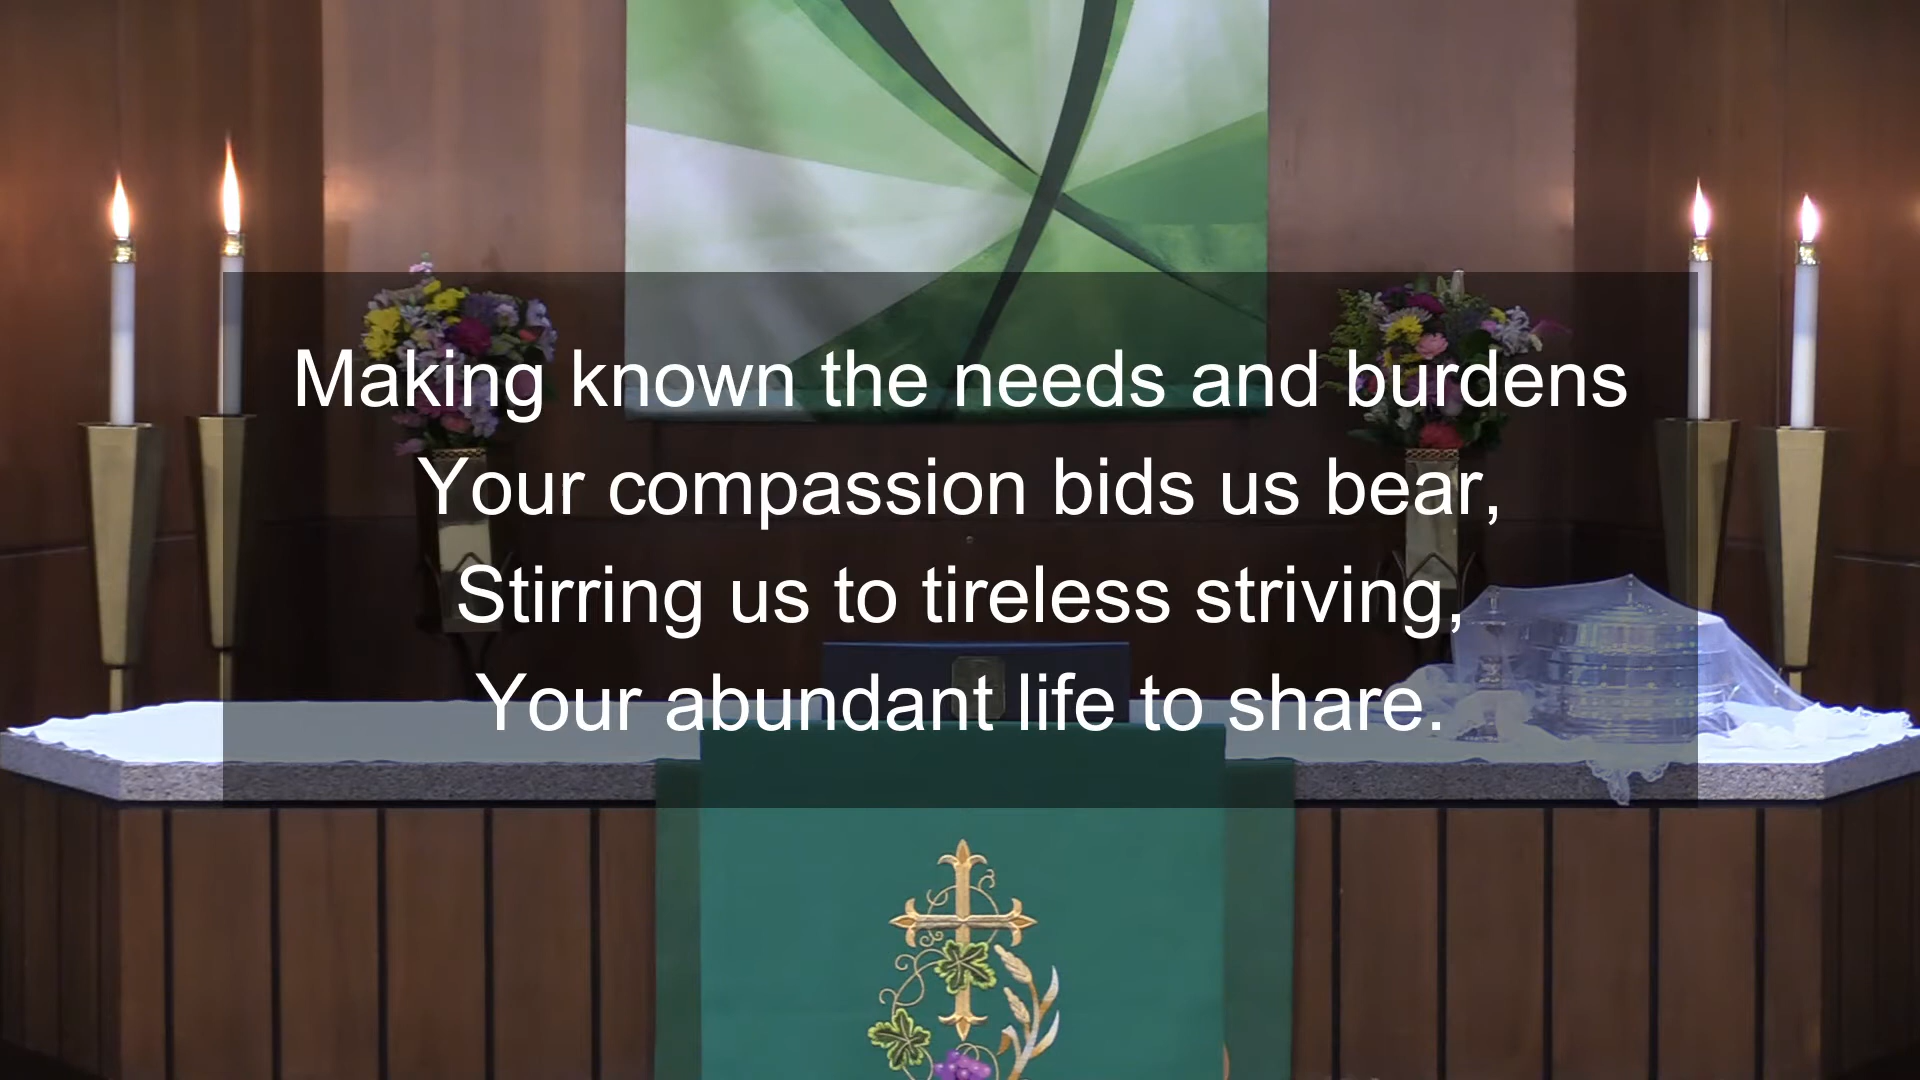 Making known the needs and burdens
Your compassion bids us bear,
Stirring us to tireless striving,
Your abundant life to share.